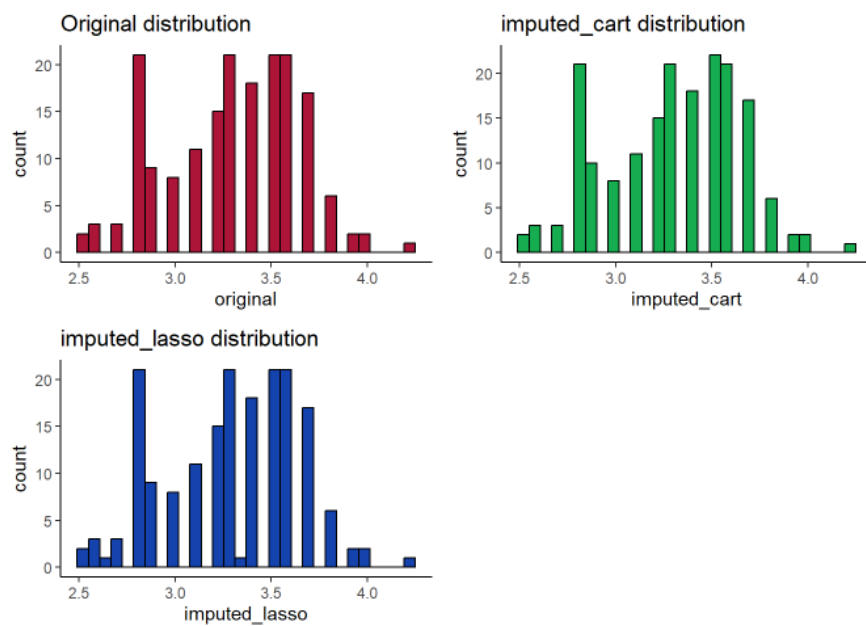 Original distribution
count
20
15
10
5
0
2.5 3.0 3.5 4.0
original
imputed_cart distribution
count
20
15
10
5
0
2.5 3.0 3.5 4.0
imputed_cart
imputed_lasso distribution
count
20
15
10
5
0
2.5 3.0 3.5 4.0
imputed_lasso